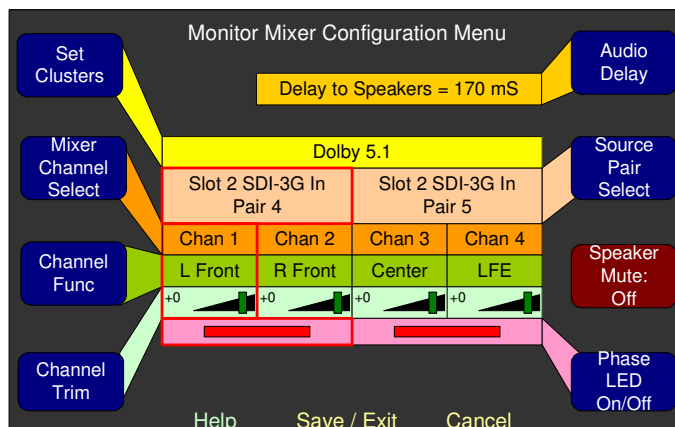 Monitor Mixer Configuration Menu
Set
Clusters
Audio
Delay
Delay to Speakers = 170 mS
Dolby 5.1
Mixer
Channel
Select
Slot 2 SDI-3G In
Pair 4
Slot 2 SDI-3G In
Pair 5
Source
Pair
Select
Chan 1
Chan 2
Chan 3
Chan 4
Channel
Func
L Front
R Front
Center
LFE
Speaker
Mute:
Off
+0
+0
+0
+0
Channel
Trim
Phase
LED
On/Off
Help
Save / Exit
Cancel